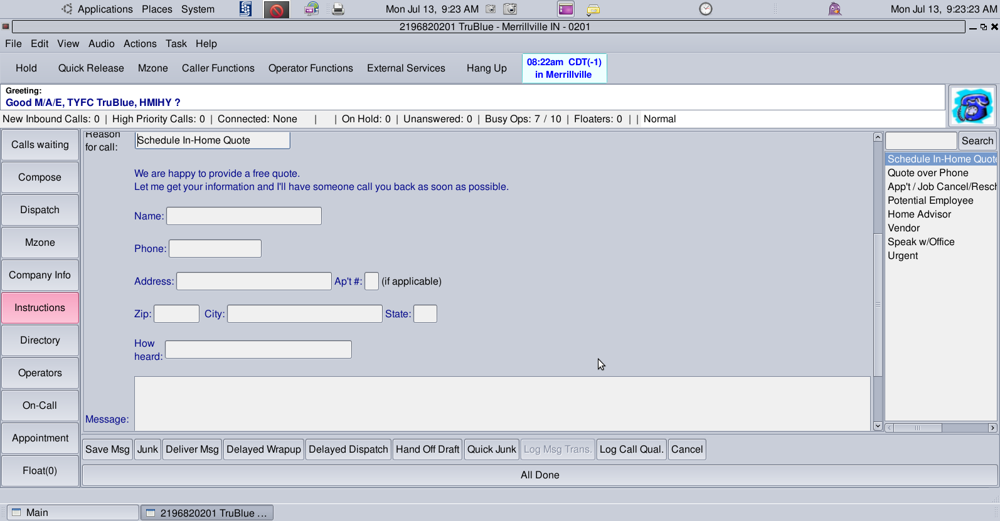 Applications Places System Mon Jul 13, 9:23 AM Mon Jul 13, 9:23:23 AM
2196820201 TruBlue - Merrillville IN - 0201
File Edit View Audio Actions Task Help
Hold Quick Release Mzone Caller Functions Operator Functions External Services Hang Up
08:22am CDT(-1)
in Merrillville
Greeting:
Good M/A/E, TYFC TruBlue, HMIHY ?
New Inbound Calls: 0 | High Priority Calls: 0 | Connected: None | | On Hold: 0 | Unanswered: 0 | Busy Ops: 7 / 10 | Floaters: 0 | | Normal
Calls waiting
Compose
Dispatch
Mzone
Company Info
Instructions
Directory
Operators
On-Call
Appointment
Float(0)
Reason
for call:
Schedule In-Home Quote
We are happy to provide a free quote.
Let me get your information and I'll have someone call you back as soon as possible.
Name:
Phone:
Address: Ap't #: (if applicable)
Zip: City: State:
How
heard:
Message:
Search
Schedule In-Home Quote
Quote over Phone
App't / Job Cancel/Resch
Potential Employee
Home Advisor
Vendor
Speak w/Office
Urgent
Save Msg Junk Deliver Msg Delayed Wrapup Delayed Dispatch Hand Off Draft Quick Junk Log Msg Trans. Log Call Qual. Cancel
All Done
Main 2196820201 TruBlue ...